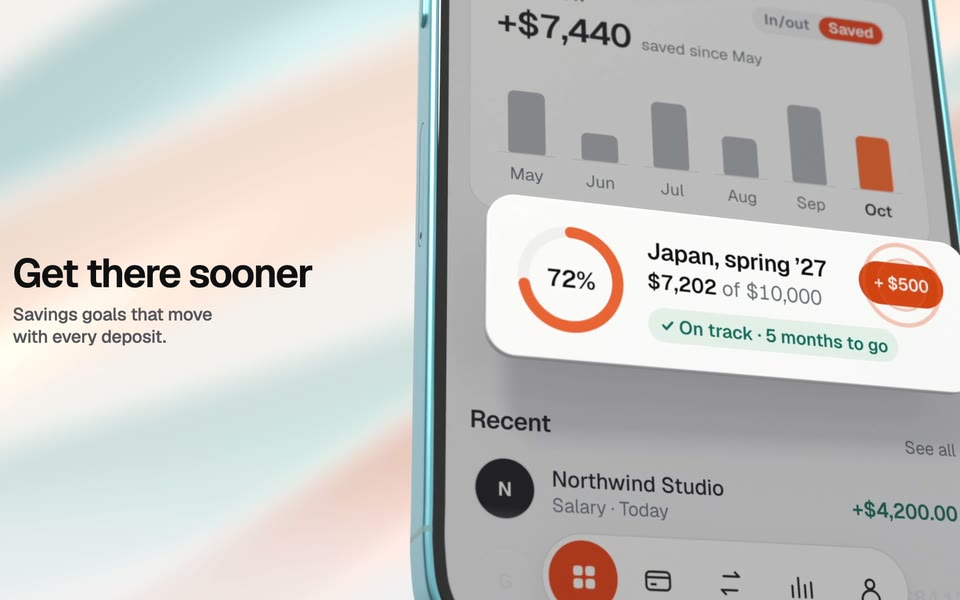 Get there sooner
Savings goals that move
with every deposit.
+$7,440 saved since May
In/out Saved
May Jun Jul Aug Sep Oct
72%
Japan, spring ’27
$7,202 of $10,000
✓ On track · 5 months to go
+ $500
Recent
See all
N
Northwind Studio
Salary · Today
+$4,200.00
G